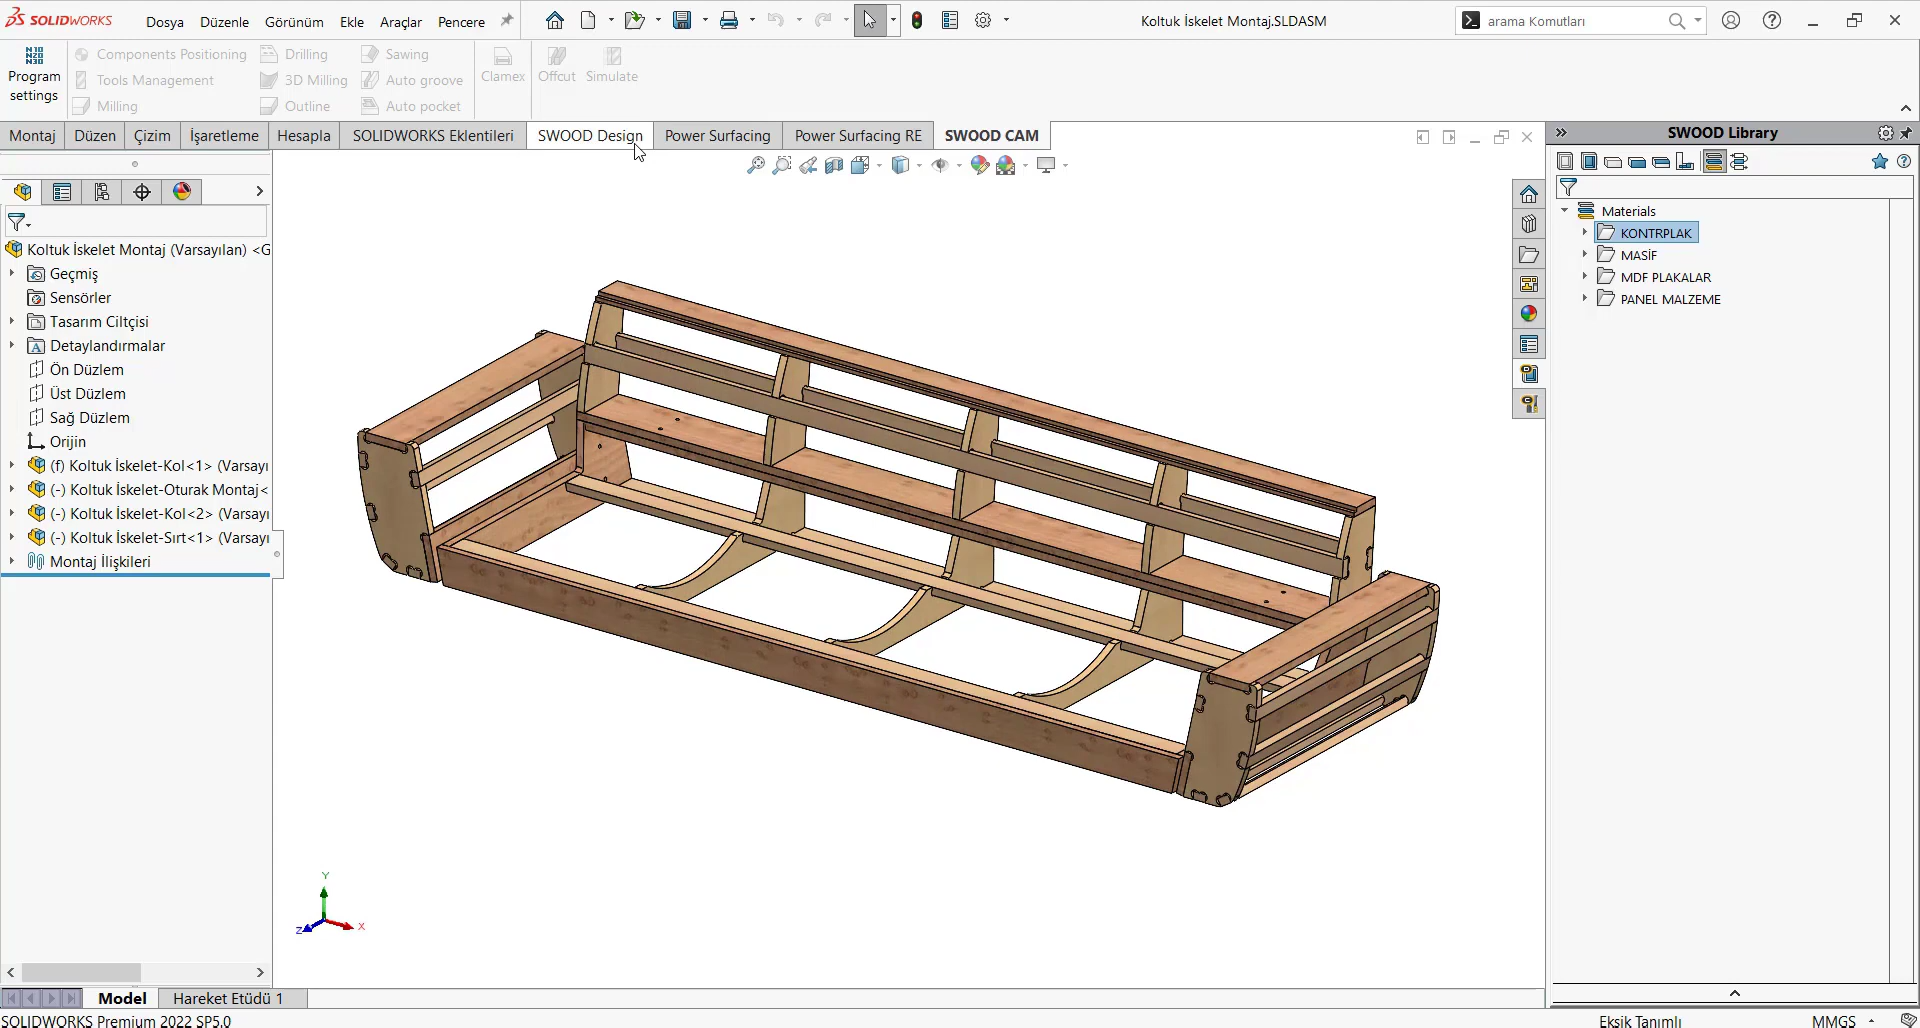 SOLIDWORKS
Dosya Düzenle Görünüm Ekle Araçlar Pencere
Koltuk İskelet Montaj.SLDASM
arama Komutları
Program settings
Components Positioning
Tools Management
Milling
Drilling
3D Milling
Outline
Sawing
Auto groove
Auto pocket
Clamex
Offcut
Simulate
Montaj Düzen Çizim İşaretleme Hesapla SOLIDWORKS Eklentileri SWOOD Design Power Surfacing Power Surfacing RE SWOOD CAM
Koltuk İskelet Montaj (Varsayılan) <G
Geçmiş
Sensörler
Tasarım Ciltçisi
Detaylandırmalar
Ön Düzlem
Üst Düzlem
Sağ Düzlem
Orijin
(f) Koltuk İskelet-Kol<1> (Varsayı
(-) Koltuk İskelet-Oturak Montaj<
(-) Koltuk İskelet-Kol<2> (Varsayı
(-) Koltuk İskelet-Sırt<1> (Varsayı
Montaj İlişkileri
Y
X
Z
SWOOD Library
Materials
KONTRPLAK
MASİF
MDF PLAKALAR
PANEL MALZEME
Model Hareket Etüdü 1
SOLIDWORKS Premium 2022 SP5.0
Eksik Tanımlı
MMGS